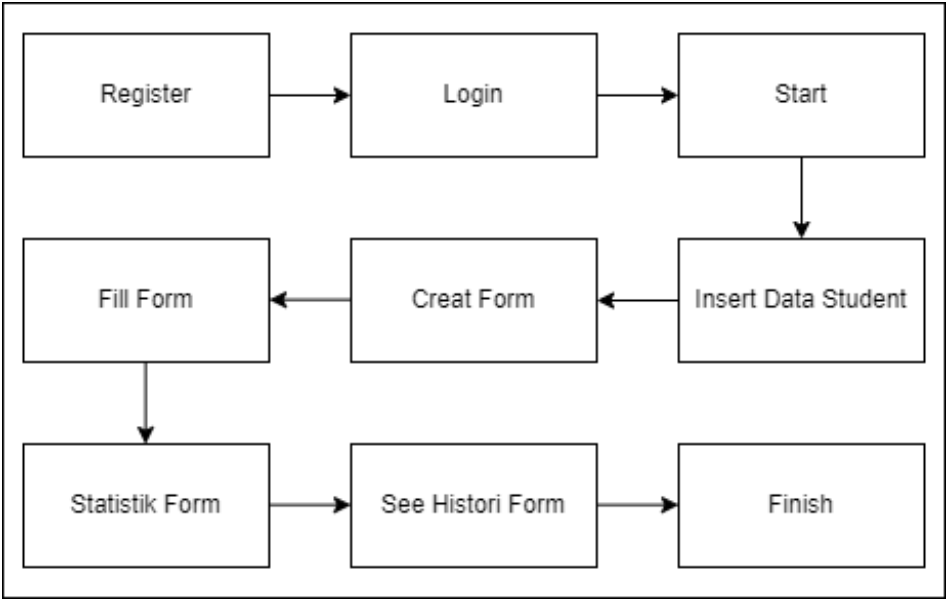 Register
Login
Start
Insert Data Student
Creat Form
Fill Form
Statistik Form
See Histori Form
Finish